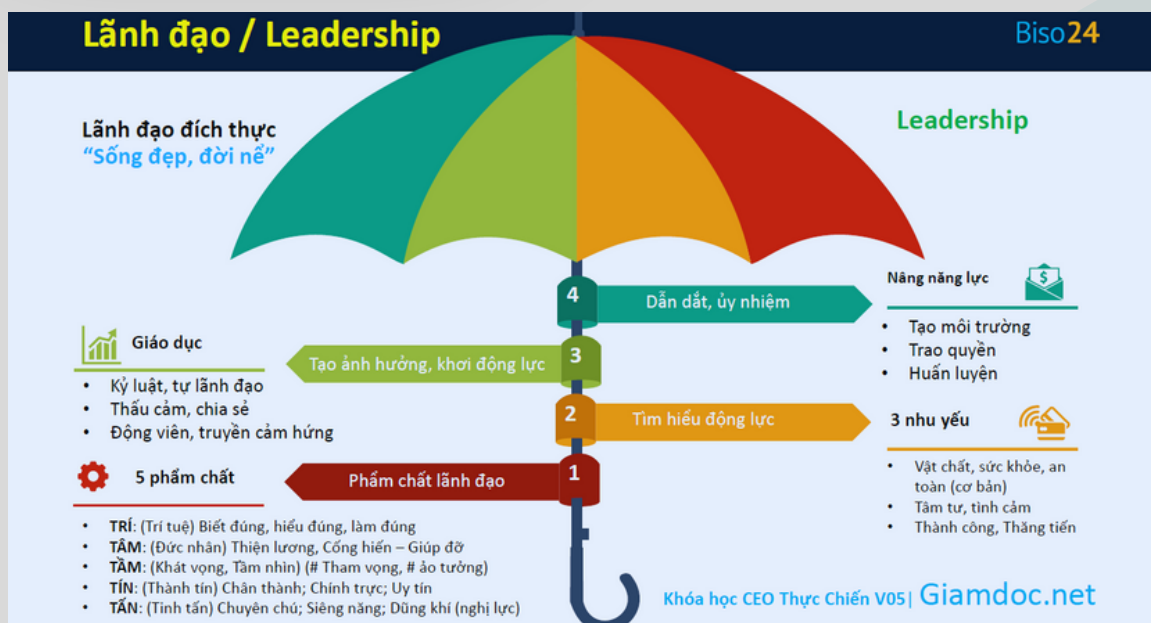 Lãnh đạo / Leadership
Biso24
Lãnh đạo đích thực
“Sống đẹp, đời nể”
Leadership
4
Dẫn dắt, ủy nhiệm
Nâng năng lực
$
• Tạo môi trường
• Trao quyền
• Huấn luyện
Giáo dục
Tạo ảnh hưởng, khơi động lực
3
• Kỷ luật, tự lãnh đạo
• Thấu cảm, chia sẻ
• Động viên, truyền cảm hứng
2
Tìm hiểu động lực
3 nhu yếu
• Vật chất, sức khỏe, an
toàn (cơ bản)
• Tâm tư, tình cảm
• Thành công, Thăng tiến
5 phẩm chất
Phẩm chất lãnh đạo
1
• TRÍ: (Trí tuệ) Biết đúng, hiểu đúng, làm đúng
• TÂM: (Đức nhân) Thiện lương, Cống hiến – Giúp đỡ
• TẦM: (Khát vọng, Tầm nhìn) (# Tham vọng, # ảo tưởng)
• TÍN: (Thành tín) Chân thành; Chính trực; Uy tín
• TẤN: (Tinh tấn) Chuyên chú; Siêng năng; Dũng khí (nghị lực)
Khóa học CEO Thực Chiến V05| Giamdoc.net